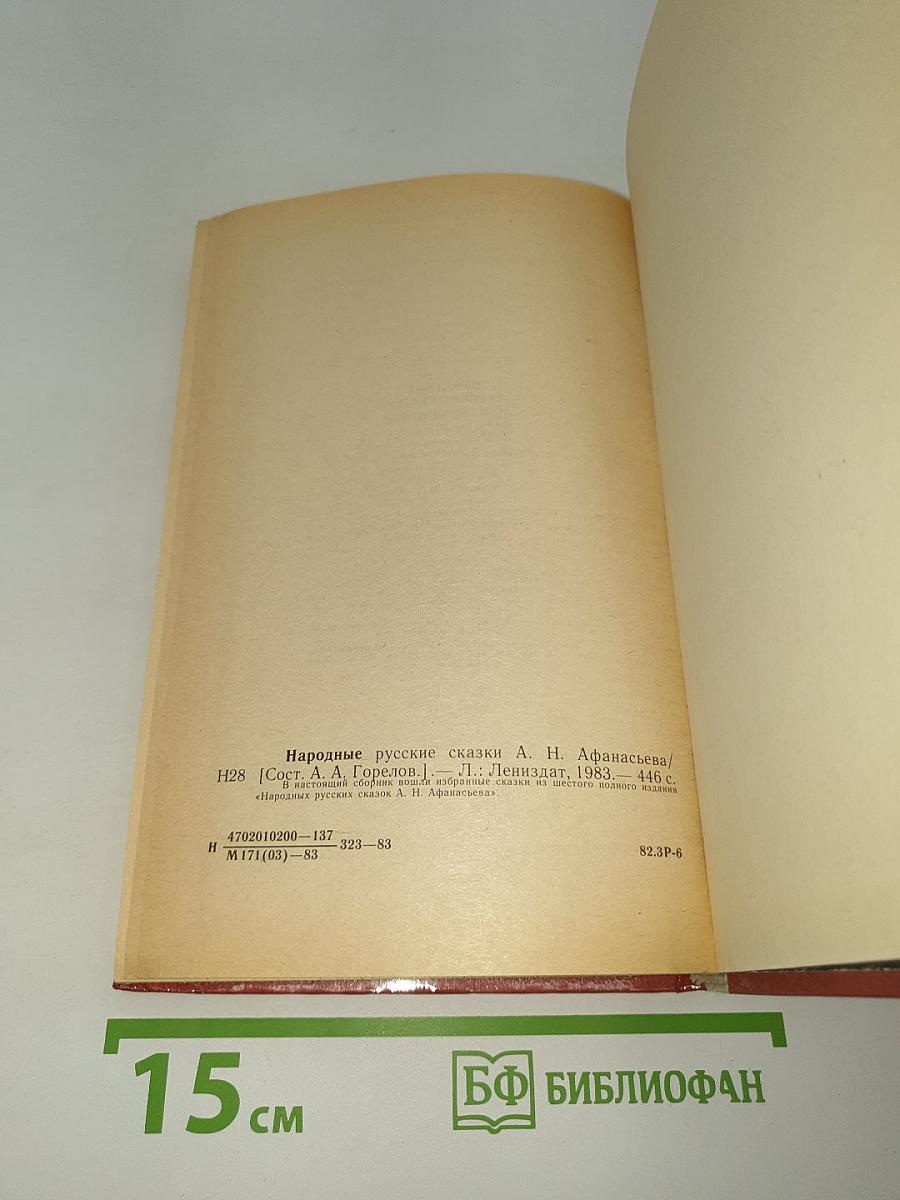 Народные русские сказки А. Н. Афанасьева/
Н28 [Сост. А. А. Горелов.].— Л.: Лениздат, 1983.— 446 с.
В настоящий сборник вошли избранные сказки из шестого полного издания
«Народных русских сказок А. Н. Афанасьева».
Н 4702010200—137 323—83
М171(03)—83
82.3Р-6
15 см
БФ БИБЛИОФАН